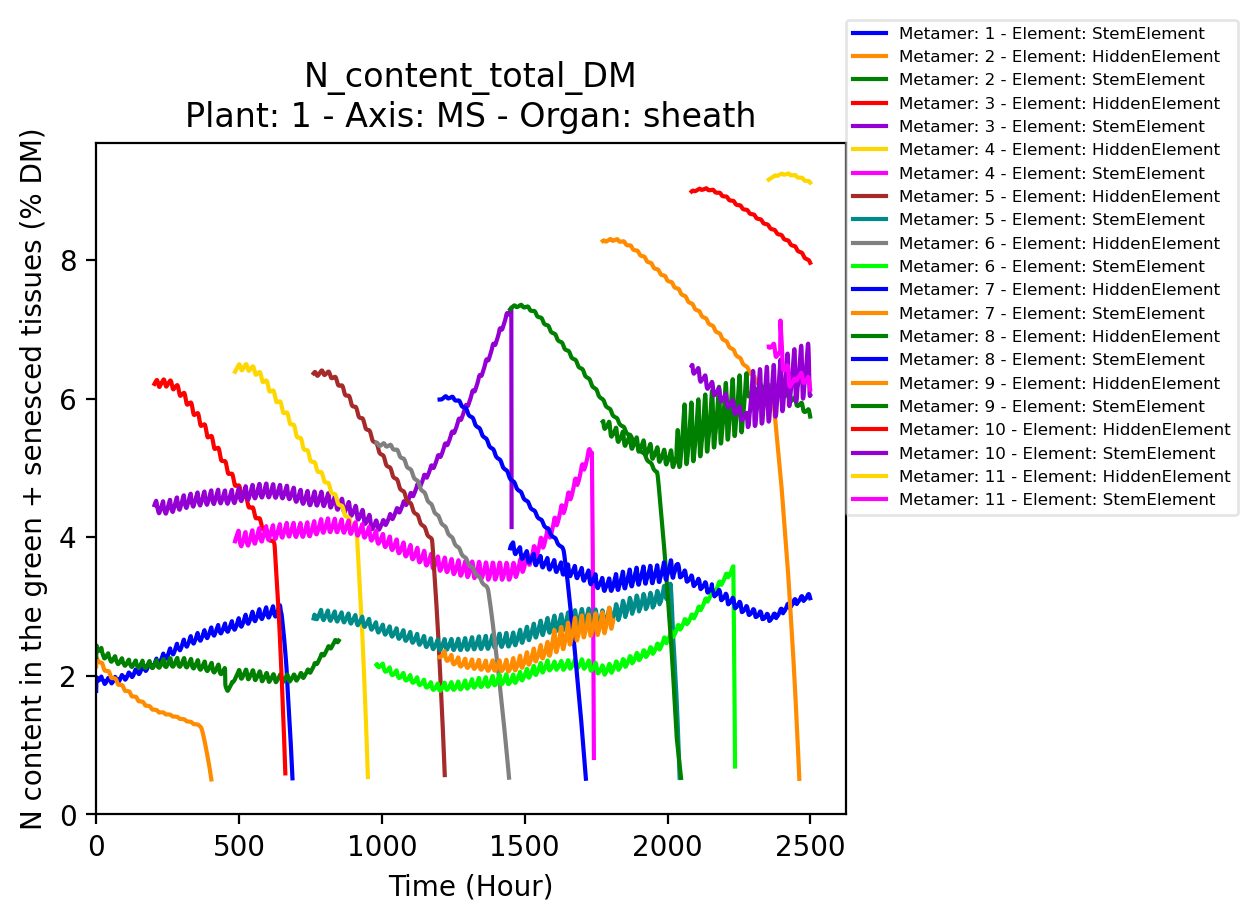 N_content_total_DM
Plant: 1 - Axis: MS - Organ: sheath
N content in the green + senesced tissues (% DM)
8
6
4
2
0
0 500 1000 1500 2000 2500
Time (Hour)
Metamer: 1 - Element: StemElement
Metamer: 2 - Element: HiddenElement
Metamer: 2 - Element: StemElement
Metamer: 3 - Element: HiddenElement
Metamer: 3 - Element: StemElement
Metamer: 4 - Element: HiddenElement
Metamer: 4 - Element: StemElement
Metamer: 5 - Element: HiddenElement
Metamer: 5 - Element: StemElement
Metamer: 6 - Element: HiddenElement
Metamer: 6 - Element: StemElement
Metamer: 7 - Element: HiddenElement
Metamer: 7 - Element: StemElement
Metamer: 8 - Element: HiddenElement
Metamer: 8 - Element: StemElement
Metamer: 9 - Element: HiddenElement
Metamer: 9 - Element: StemElement
Metamer: 10 - Element: HiddenElement
Metamer: 10 - Element: StemElement
Metamer: 11 - Element: HiddenElement
Metamer: 11 - Element: StemElement